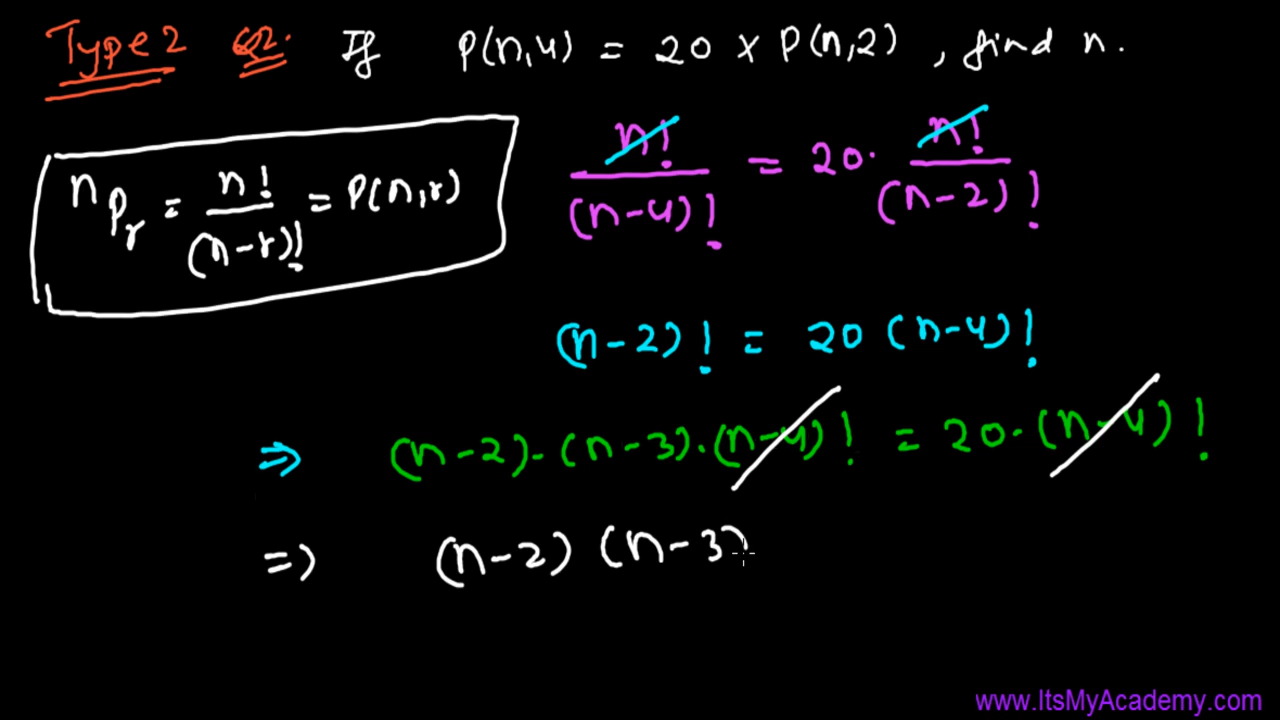 Type 2 Q2. If P(n,4) = 20 × P(n,2), find n.
nPr = n!/(n-r)! = P(n,r)
n!/(n-4)! = 20 · n!/(n-2)!
(n-2)! = 20 (n-4)!
⇒ (n-2)·(n-3)·(n-4)! = 20·(n-4)!
⇒ (n-2) (n-3)
www.ItsMyAcademy.com